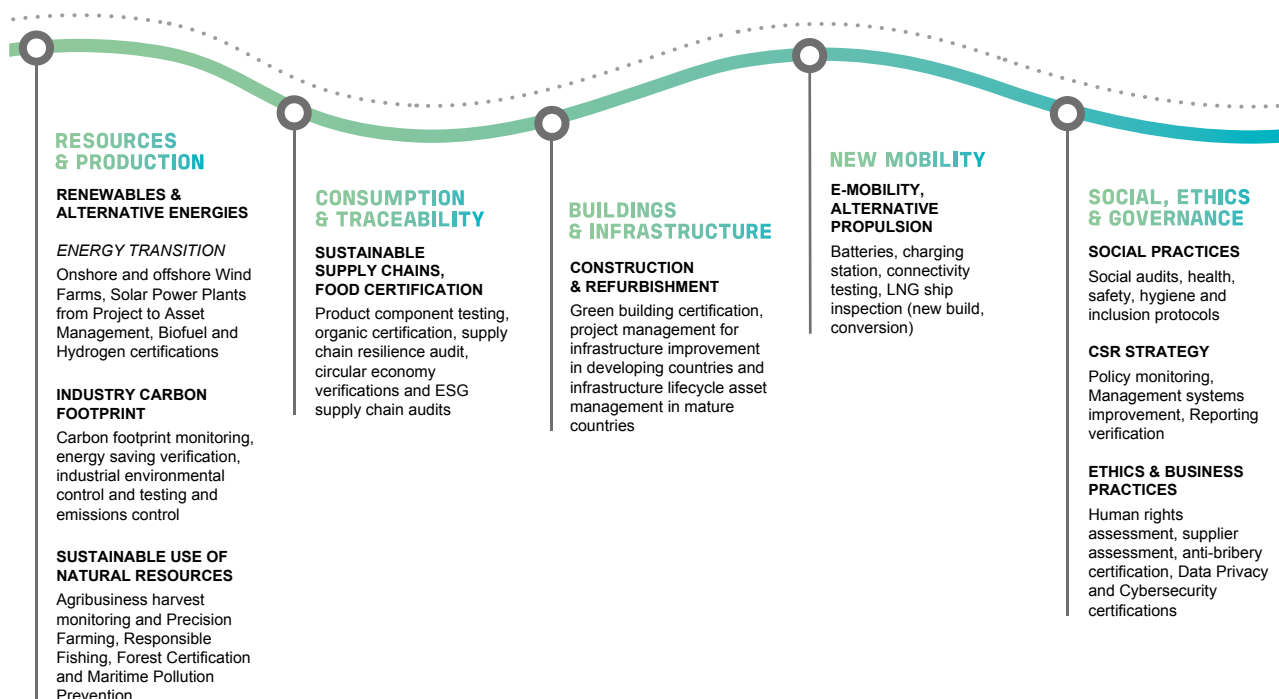 RESOURCES
& PRODUCTION
RENEWABLES &
ALTERNATIVE ENERGIES
ENERGY TRANSITION
Onshore and offshore Wind
Farms, Solar Power Plants
from Project to Asset
Management, Biofuel and
Hydrogen certifications
INDUSTRY CARBON
FOOTPRINT
Carbon footprint monitoring,
energy saving verification,
industrial environmental
control and testing and
emissions control
SUSTAINABLE USE OF
NATURAL RESOURCES
Agribusiness harvest
monitoring and Precision
Farming, Responsible
Fishing, Forest Certification
and Maritime Pollution
Prevention
CONSUMPTION
& TRACEABILITY
SUSTAINABLE
SUPPLY CHAINS,
FOOD CERTIFICATION
Product component testing,
organic certification, supply
chain resilience audit,
circular economy
verifications and ESG
supply chain audits
BUILDINGS
& INFRASTRUCTURE
CONSTRUCTION
& REFURBISHMENT
Green building certification,
project management for
infrastructure improvement
in developing countries and
infrastructure lifecycle asset
management in mature
countries
NEW MOBILITY
E-MOBILITY,
ALTERNATIVE
PROPULSION
Batteries, charging
station, connectivity
testing, LNG ship
inspection (new build,
conversion)
SOCIAL, ETHICS
& GOVERNANCE
SOCIAL PRACTICES
Social audits, health,
safety, hygiene and
inclusion protocols
CSR STRATEGY
Policy monitoring,
Management systems
improvement, Reporting
verification
ETHICS & BUSINESS
PRACTICES
Human rights
assessment, supplier
assessment, anti-bribery
certification, Data Privacy
and Cybersecurity
certifications